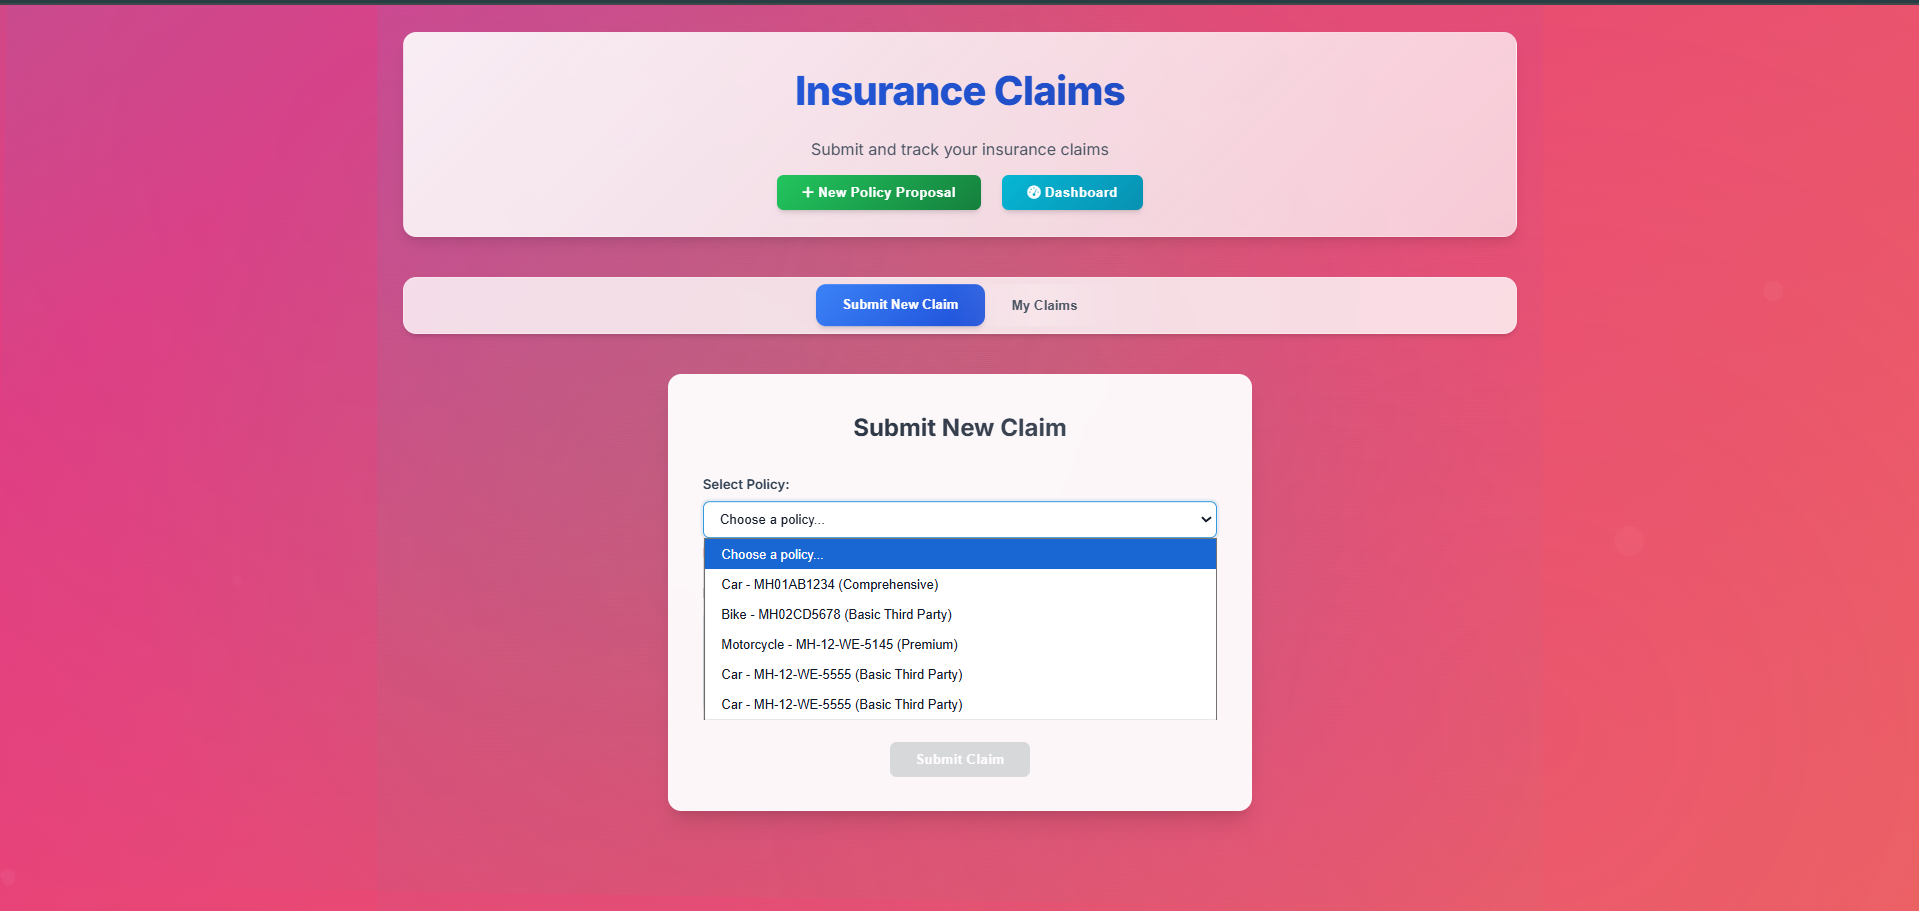 Insurance Claims
Submit and track your insurance claims
New Policy Proposal
Dashboard
Submit New Claim
My Claims
Submit New Claim
Select Policy:
Choose a policy...
Choose a policy...
Car - MH01AB1234 (Comprehensive)
Bike - MH02CD5678 (Basic Third Party)
Motorcycle - MH-12-WE-5145 (Premium)
Car - MH-12-WE-5555 (Basic Third Party)
Car - MH-12-WE-5555 (Basic Third Party)
Submit Claim